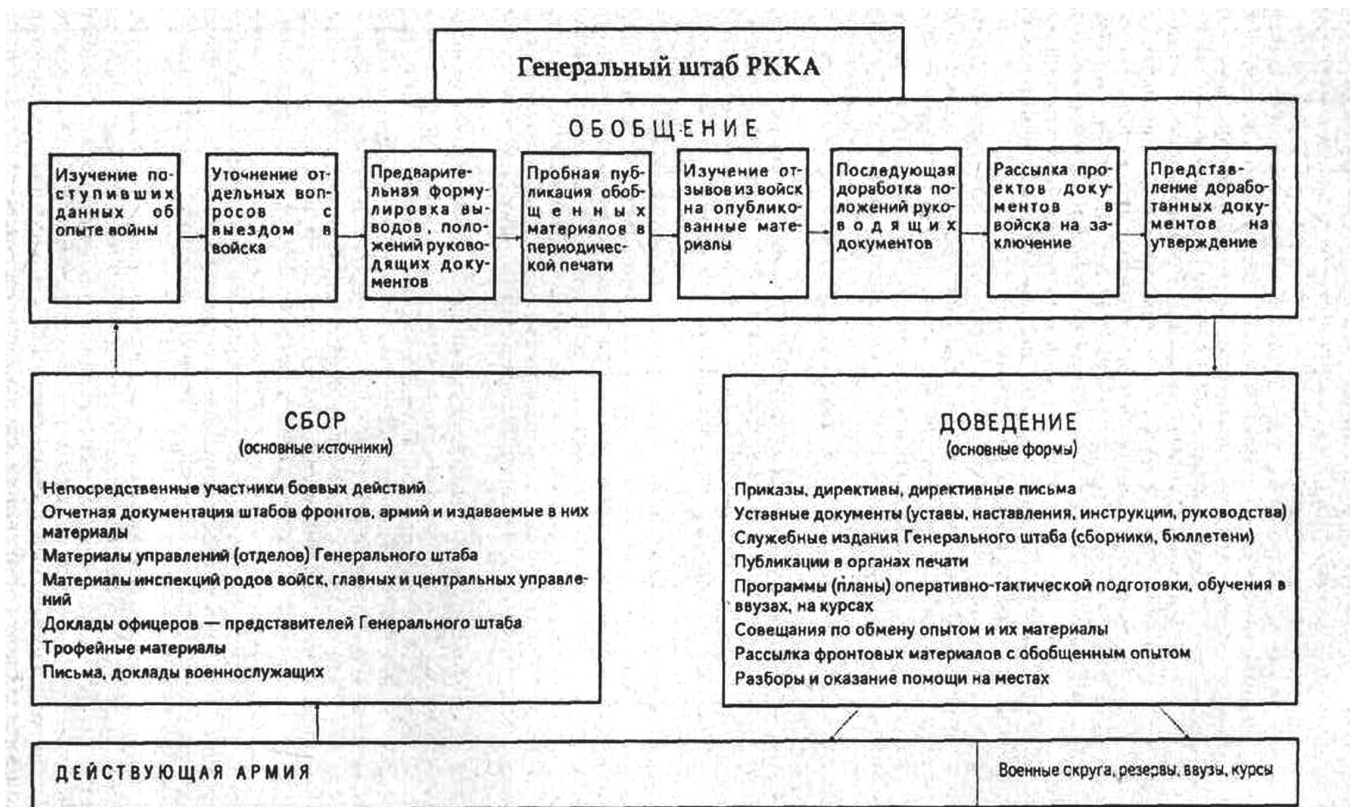 Генеральный штаб РККА
ОБОБЩЕНИЕ
Изучение по-
ступивших
данных об
опыте войны
Уточнение от-
дельных воп-
росов с
выездом в
войска
Предварите-
льная форму-
лировка вы-
водов, поло-
жений руково-
дящих доку-
ментов
Пробная пуб-
ликация обоб-
щенных
материалов в
периодичес-
кой печати
Изучение от-
зывов из войск
на опублико-
ванные мате-
риалы
Последующая
доработка по-
ложений руко-
водящих
документов
Рассылка про-
ектов доку-
ментов в
войска на зак-
лючение
Представ-
ление дорабо-
танных доку-
ментов на
утверждение
СБОР
(основные источники)
Непосредственные участники боевых действий
Отчетная документация штабов фронтов, армий и издаваемые в них
материалы
Материалы управлений (отделов) Генерального штаба
Материалы инспекций родов войск, главных и центральных управле-
ний
Доклады офицеров — представителей Генерального штаба
Трофейные материалы
Письма, доклады военнослужащих
ДОВЕДЕНИЕ
(основные формы)
Приказы, директивы, директивные письма
Уставные документы (уставы, наставления, инструкции, руководства)
Служебные издания Генерального штаба (сборники, бюллетени)
Публикации в органах печати
Программы (планы) оперативно-тактической подготовки, обучения в
ввузах, на курсах
Совещания по обмену опытом и их материалы
Рассылка фронтовых материалов с обобщенным опытом
Разборы и оказание помощи на местах
ДЕЙСТВУЮЩАЯ АРМИЯ
Военные округа, резервы, ввузы, курсы